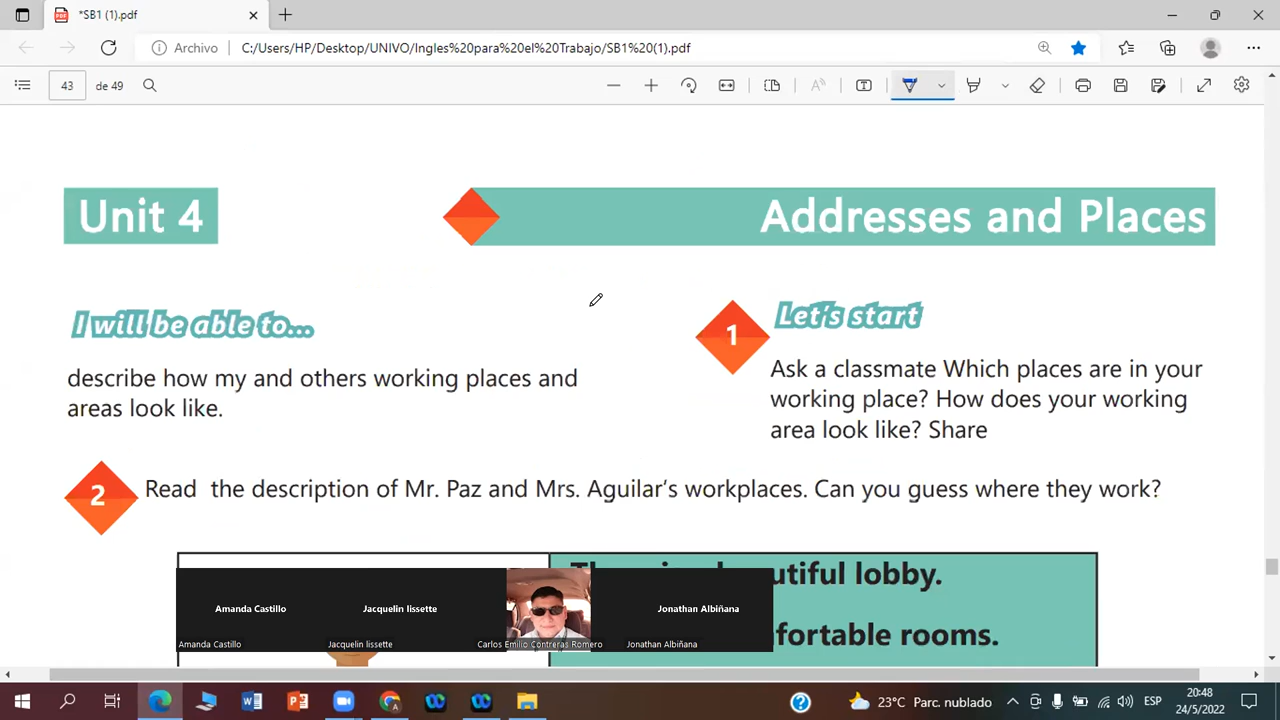 *SB1 (1).pdf
Archivo
C:/Users/HP/Desktop/UNIVO/Ingles%20para%20el%20Trabajo/SB1%20(1).pdf
43
de 49
Unit 4
Addresses and Places
I will be able to...
describe how my and others working places and
areas look like.
1
Let's start
Ask a classmate Which places are in your
working place? How does your working
area look like? Share
2
Read the description of Mr. Paz and Mrs. Aguilar's workplaces. Can you guess where they work?
utiful lobby.
fortable rooms.
Amanda Castillo
Jacquelin lissette
Jonathan Albiñana
Amanda Castillo
Jacquelin lissette
Carlos Emilio Contreras Romero
Jonathan Albiñana
23°C Parc. nublado
ESP
20:48
24/5/2022